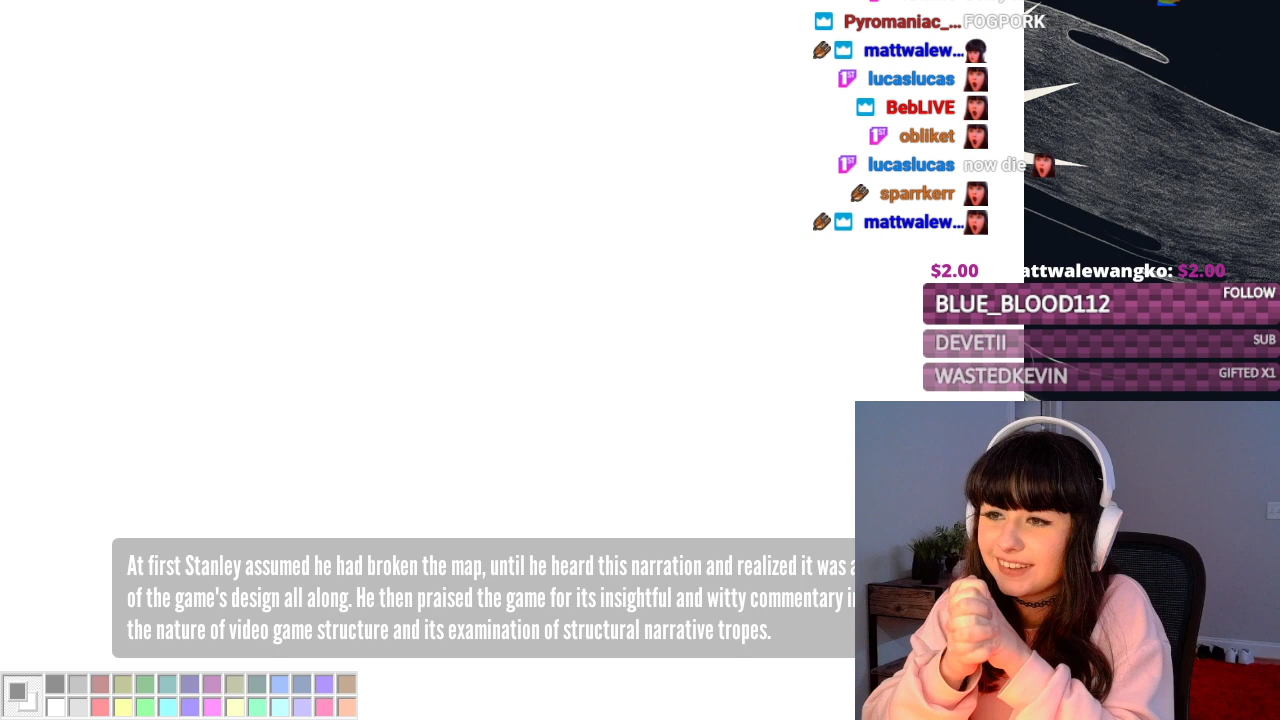 Pyromaniac_... FOGPORK
mattwalew...
lucaslucas
BebLIVE
obliket
lucaslucas now die
sparrkerr
mattwalew...
$2.00 attwalewangko: $2.00
BLUE_BLOOD112 FOLLOW
DEVETII SUB
WASTEDKEVIN GIFTED X1
At first Stanley assumed he had broken the map, until he heard this narration and realized it was a
of the game's design all along. He then praised the game for its insightful and witty commentary i
the nature of video game structure and its examination of structural narrative tropes.